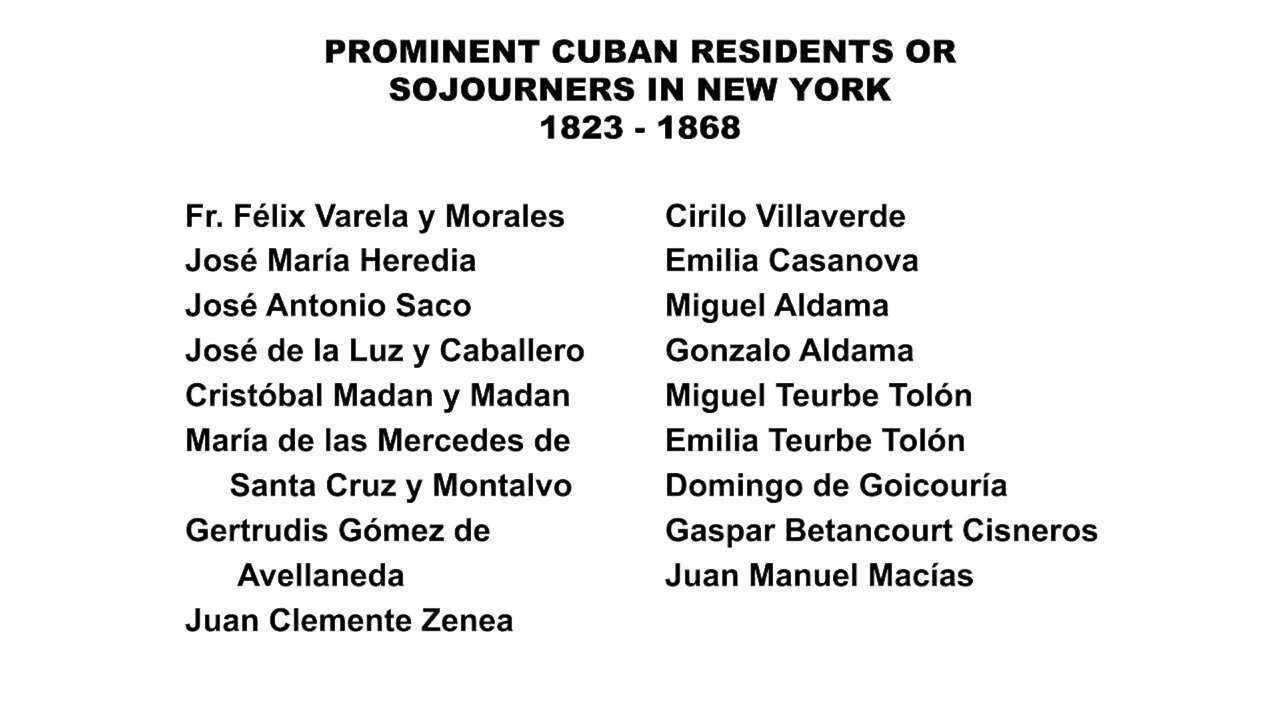 PROMINENT CUBAN RESIDENTS OR
SOJOURNERS IN NEW YORK
1823 - 1868
Fr. Félix Varela y Morales
José María Heredia
José Antonio Saco
José de la Luz y Caballero
Cristóbal Madan y Madan
María de las Mercedes de
Santa Cruz y Montalvo
Gertrudis Gómez de
Avellaneda
Juan Clemente Zenea
Cirilo Villaverde
Emilia Casanova
Miguel Aldama
Gonzalo Aldama
Miguel Teurbe Tolón
Emilia Teurbe Tolón
Domingo de Goicouría
Gaspar Betancourt Cisneros
Juan Manuel Macías